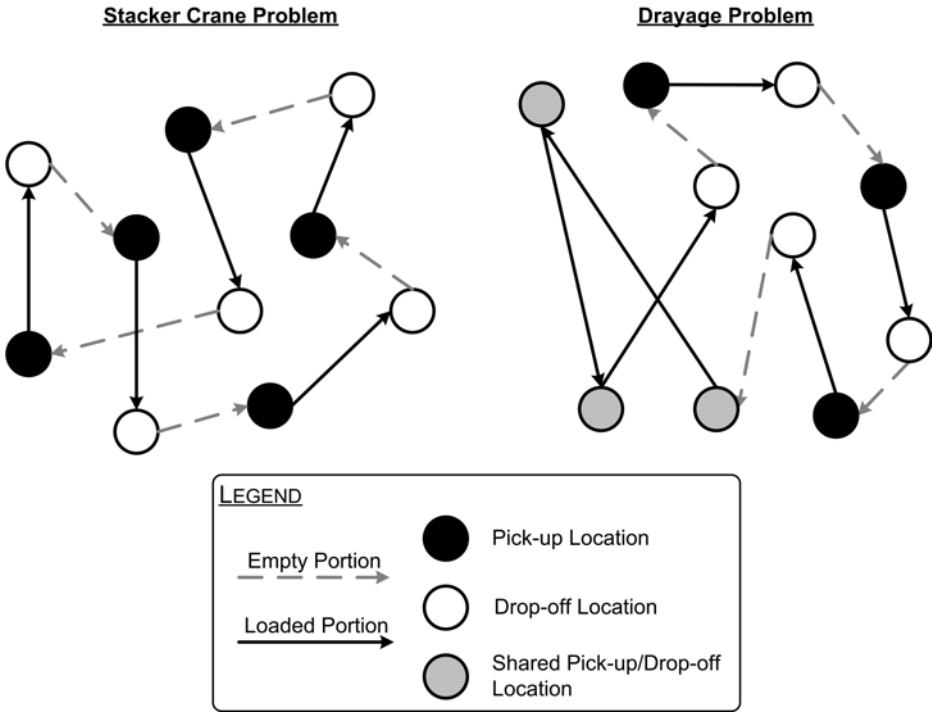 Stacker Crane Problem
Drayage Problem
LEGEND
Empty Portion
Loaded Portion
Pick-up Location
Drop-off Location
Shared Pick-up/Drop-off
Location